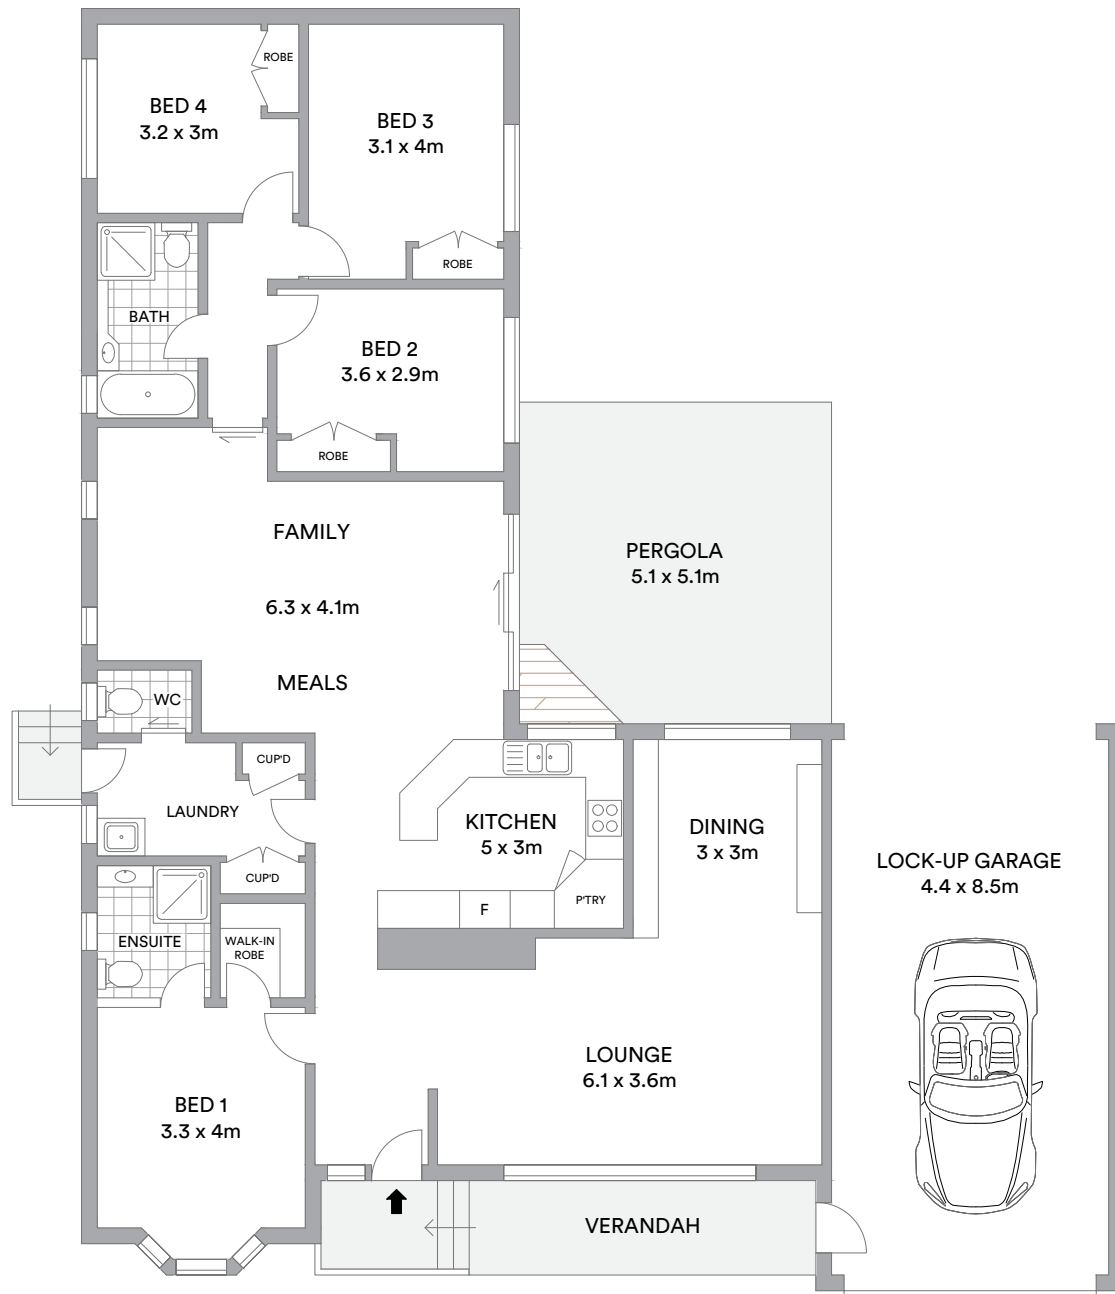 ROBE
BED 4
3.2 x 3m
BED 3
3.1 x 4m
ROBE
BATH
BED 2
3.6 x 2.9m
ROBE
FAMILY
6.3 x 4.1m
MEALS
PERGOLA
5.1 x 5.1m
WC
CUP'D
LAUNDRY
CUP'D
KITCHEN
5 x 3m
P'TRY
F
DINING
3 x 3m
LOCK-UP GARAGE
4.4 x 8.5m
ENSUITE
WALK-IN
ROBE
LOUNGE
6.1 x 3.6m
BED 1
3.3 x 4m
VERANDAH